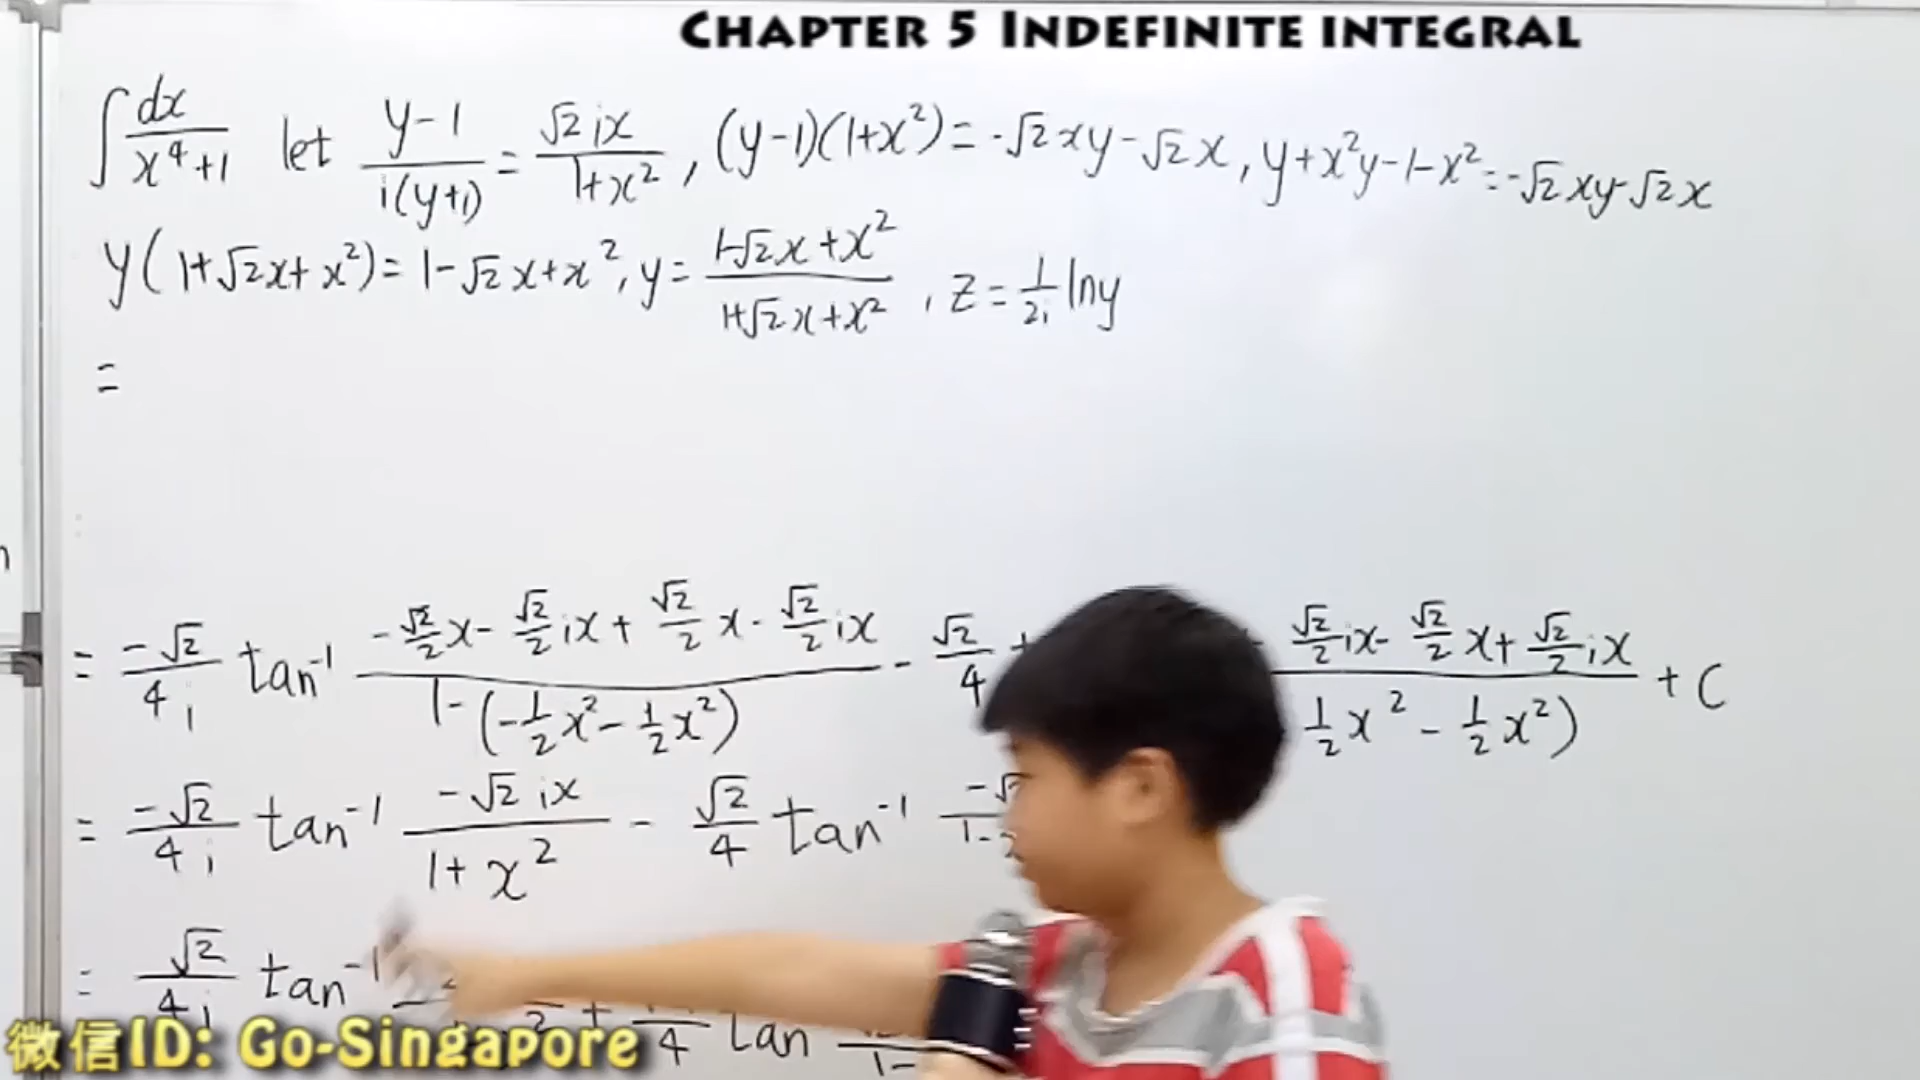 CHAPTER 5 INDEFINITE INTEGRAL
∫dx/(x⁴+1) let (y-1)/(i(y+1)) = √2ix/(1+x²), (y-1)(1+x²)=-√2xy-√2x, y+x²y-1-x²=-√2xy-√2x
y(1+√2x+x²)=1-√2x+x², y=(1-√2x+x²)/(1+√2x+x²), z=1/(2i) lny
=
= -√2/(4i) tan⁻¹ (-√2/2 x - √2/2 ix + √2/2 x - √2/2 ix)/(1-(-1/2 x²-1/2 x²)) - √2/4 √2/2 ix - √2/2 x + √2/2 ix 1/2 x² - 1/2 x²) + C
= -√2/(4i) tan⁻¹ (-√2 ix)/(1+x²) - √2/4 tan⁻¹
= √2/(4i) tan⁻¹ + /4 tan
微信ID: Go-Singapore